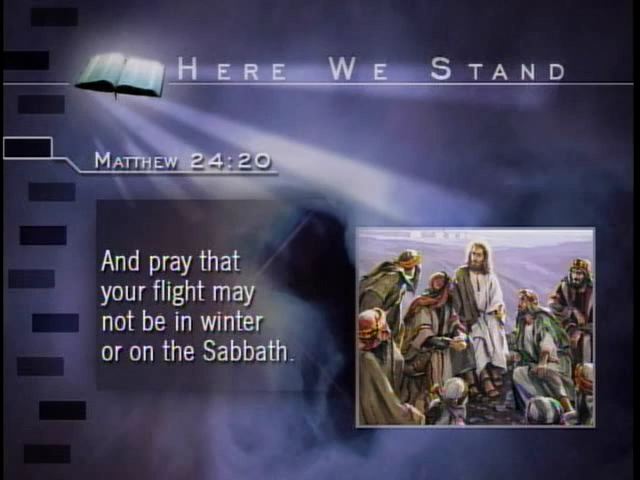 HERE WE STAND
MATTHEW 24:20
And pray that
your flight may
not be in winter
or on the Sabbath.